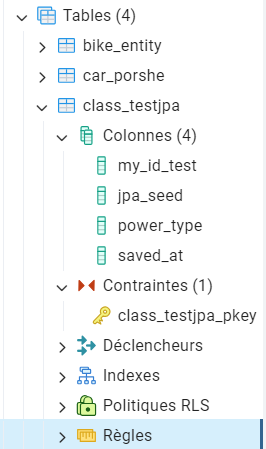 Tables (4)
bike_entity
car_porshe
class_testjpa
Colonnes (4)
my_id_test
jpa_seed
power_type
saved_at
Contraintes (1)
class_testjpa_pkey
Déclencheurs
Indexes
Politiques RLS
Règles